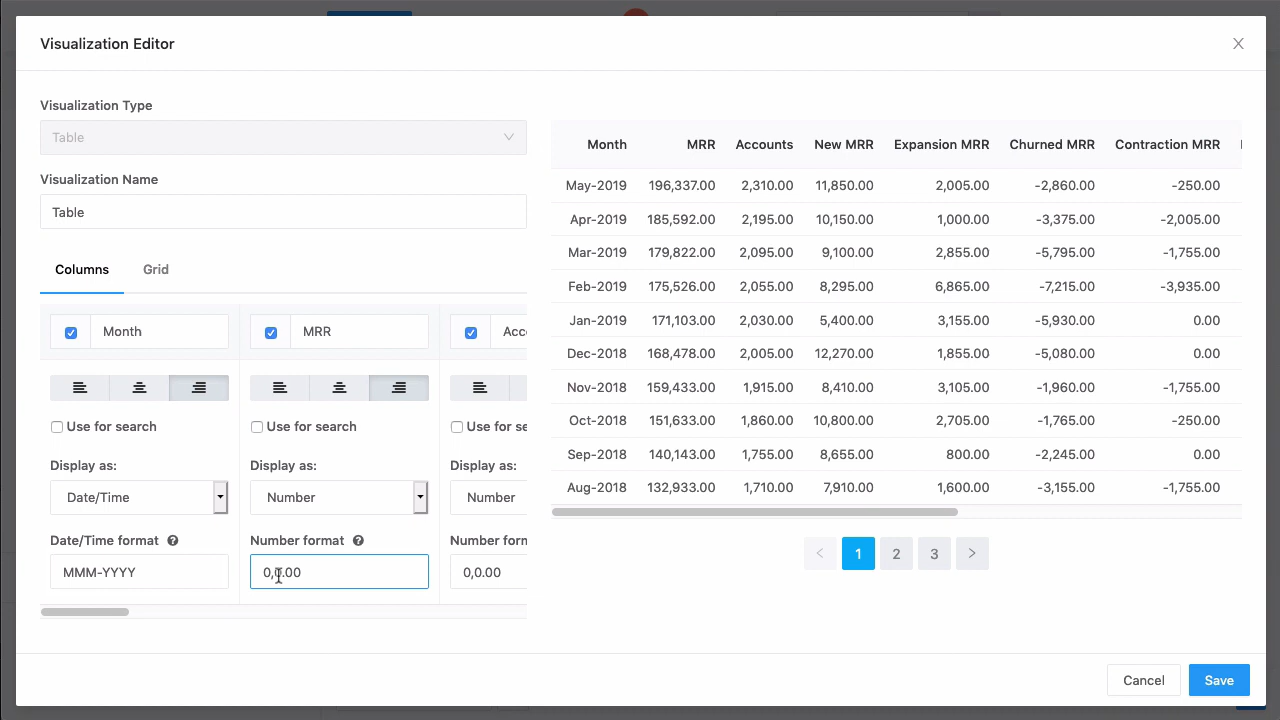 Visualization Editor
Visualization Type
Table
Visualization Name
Table
Columns Grid
Month MRR Acc
Use for search Use for search Use for se
Display as: Display as: Display as:
Date/Time Number Number
Date/Time format Number format Number forn
MMM-YYYY 0,0.00 0,0.00
Month MRR Accounts New MRR Expansion MRR Churned MRR Contraction MRR
May-2019 196,337.00 2,310.00 11,850.00 2,005.00 -2,860.00 -250.00
Apr-2019 185,592.00 2,195.00 10,150.00 1,000.00 -3,375.00 -2,005.00
Mar-2019 179,822.00 2,095.00 9,100.00 2,855.00 -5,795.00 -1,755.00
Feb-2019 175,526.00 2,055.00 8,295.00 6,865.00 -7,215.00 -3,935.00
Jan-2019 171,103.00 2,030.00 5,400.00 3,155.00 -5,930.00 0.00
Dec-2018 168,478.00 2,005.00 12,270.00 1,855.00 -5,080.00 0.00
Nov-2018 159,433.00 1,915.00 8,410.00 3,105.00 -1,960.00 -1,755.00
Oct-2018 151,633.00 1,860.00 10,800.00 2,705.00 -1,765.00 -250.00
Sep-2018 140,143.00 1,755.00 8,655.00 800.00 -2,245.00 0.00
Aug-2018 132,933.00 1,710.00 7,910.00 1,600.00 -3,155.00 -1,755.00
< 1 2 3 >
Cancel Save